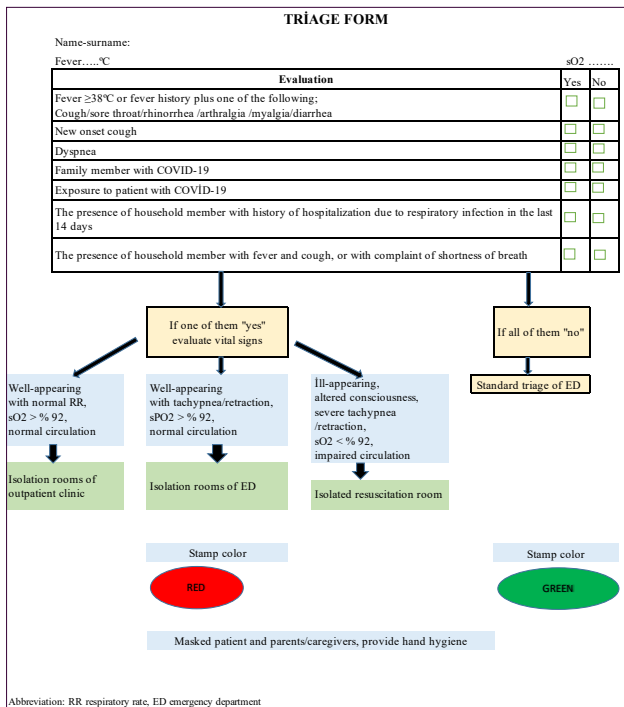 TRİAGE FORM
Name-surname:
Fever.....ºC sO2 .......
Evaluation Yes No
Fever ≥38ºC or fever history plus one of the following;
Cough/sore throat/rhinorrhea /arthralgia /myalgia/diarrhea
New onset cough
Dyspnea
Family member with COVID-19
Exposure to patient with COVİD-19
The presence of household member with history of hospitalization due to respiratory infection in the last
14 days
The presence of household member with fever and cough, or with complaint of shortness of breath
If one of them "yes"
evaluate vital signs
If all of them "no"
Standard triage of ED
Well-appearing
with normal RR,
sO2 > % 92,
normal circulation
Well-appearing
with tachypnea/retraction,
sPO2 > % 92,
normal circulation
İll-appearing,
altered consciousness,
severe tachypnea
/retraction,
sO2 < % 92,
impaired circulation
Isolation rooms of
outpatient clinic
Isolation rooms of ED
Isolated resuscitation room
Stamp color
RED
Stamp color
GREEN
Masked patient and parents/caregivers, provide hand hygiene
Abbreviation: RR respiratory rate, ED emergency department